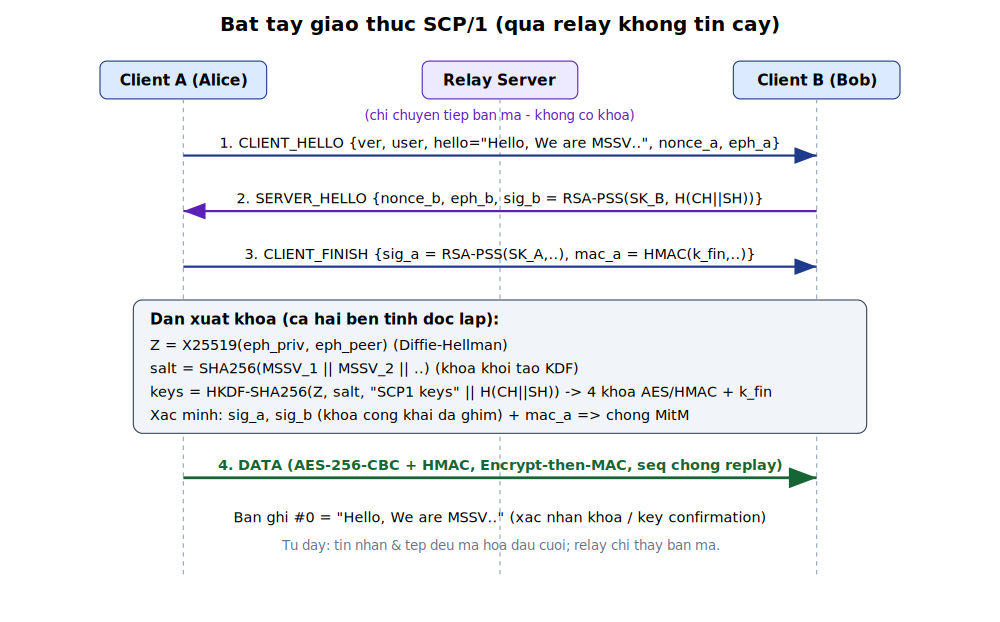 Bat tay giao thuc SCP/1 (qua relay khong tin cay)
Client A (Alice)
Relay Server
Client B (Bob)
(chi chuyen tiep ban ma - khong co khoa)
1. CLIENT_HELLO {ver, user, hello="Hello, We are MSSV..", nonce_a, eph_a}
2. SERVER_HELLO {nonce_b, eph_b, sig_b = RSA-PSS(SK_B, H(CH||SH))}
3. CLIENT_FINISH {sig_a = RSA-PSS(SK_A,..), mac_a = HMAC(k_fin,..)}
Dan xuat khoa (ca hai ben tinh doc lap):
Z = X25519(eph_priv, eph_peer) (Diffie-Hellman)
salt = SHA256(MSSV_1 || MSSV_2 || ..) (khoa khoi tao KDF)
keys = HKDF-SHA256(Z, salt, "SCP1 keys" || H(CH||SH)) -> 4 khoa AES/HMAC + k_fin
Xac minh: sig_a, sig_b (khoa cong khai da ghim) + mac_a => chong MitM
4. DATA (AES-256-CBC + HMAC, Encrypt-then-MAC, seq chong replay)
Ban ghi #0 = "Hello, We are MSSV.." (xac nhan khoa / key confirmation)
Tu day: tin nhan & tep deu ma hoa dau cuoi; relay chi thay ban ma.